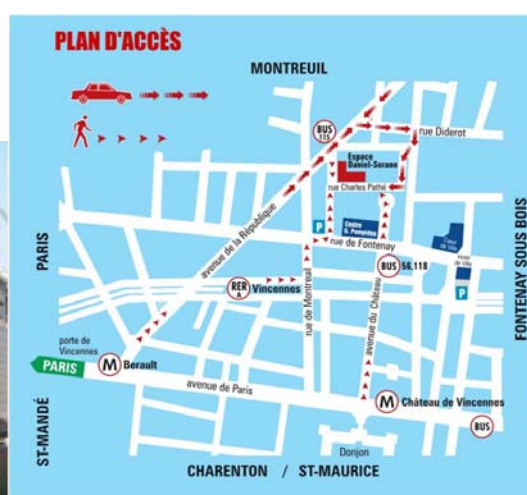 PLAN D'ACCÈS
MONTREUIL
BUS
115
rue Diderot
Espace
Daniel-Sorano
rue Charles Pathé
P
Centre
G. Pompidou
avenue de la République
rue de Fontenay
Cœur
de Ville
Hôtel
de Ville
P
PARIS
FONTENAY SOUS BOIS
RER
A
Vincennes
BUS
56,118
rue de Montreuil
avenue du Château
porte de
Vincennes
PARIS
M
Berault
avenue de Paris
M
Château de Vincennes
BUS
ST-MANDÉ
Donjon
CHARENTON / ST-MAURICE